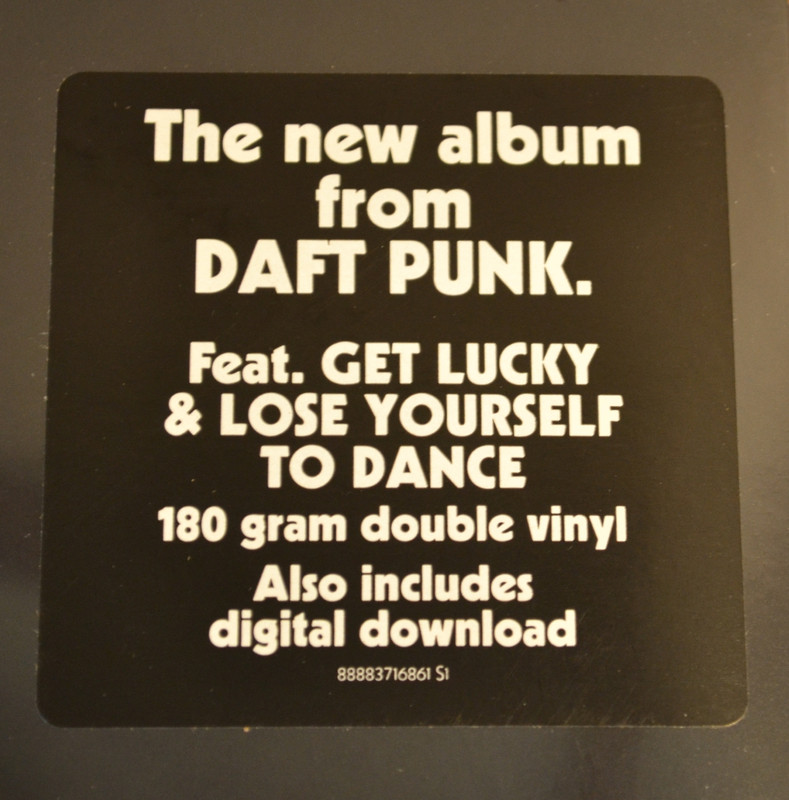 The new album
from
DAFT PUNK.
Feat. GET LUCKY
& LOSE YOURSELF
TO DANCE
180 gram double vinyl
Also includes
digital download
88883716861 S1